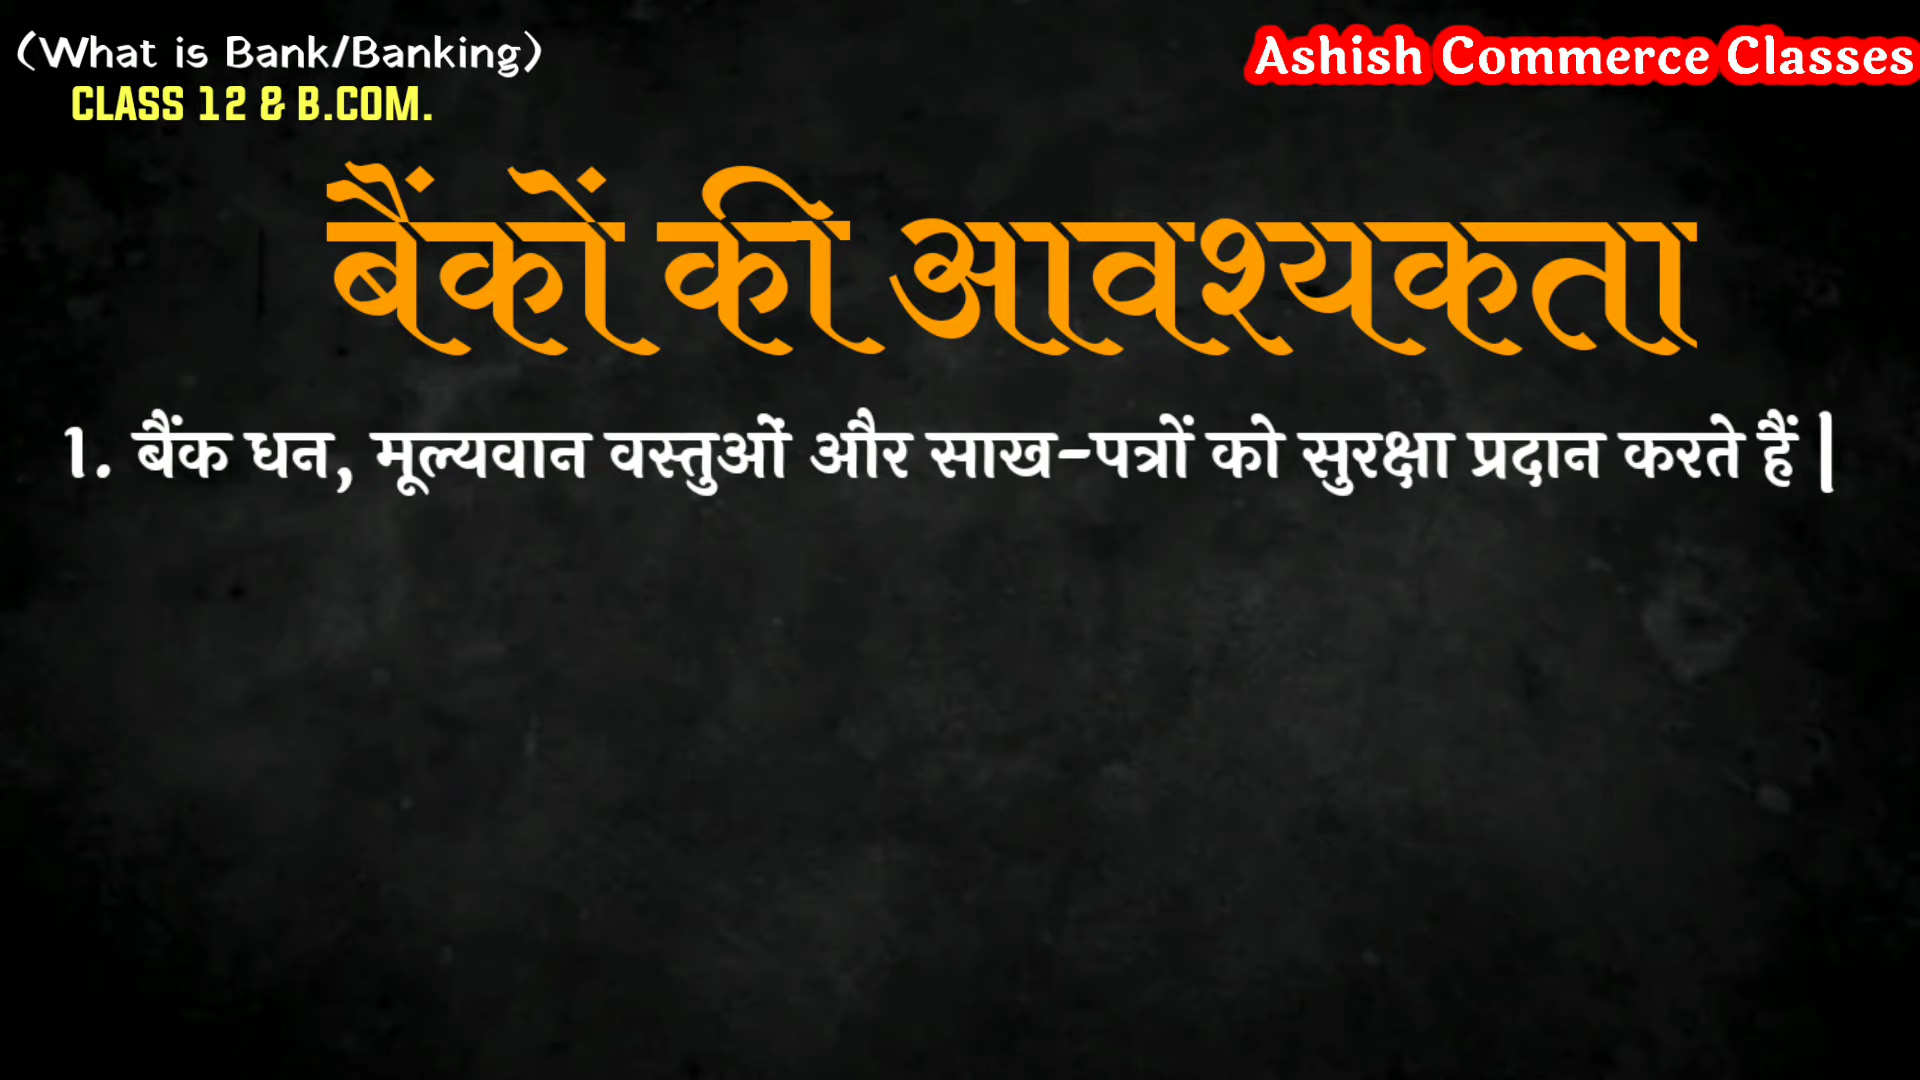 (What is Bank/Banking)
Ashish Commerce Classes
CLASS 12 & B.COM.
बैंकों की आवश्यकता
1. बैंक धन, मूल्यवान वस्तुओं और साख-पत्रों को सुरक्षा प्रदान करते हैं |